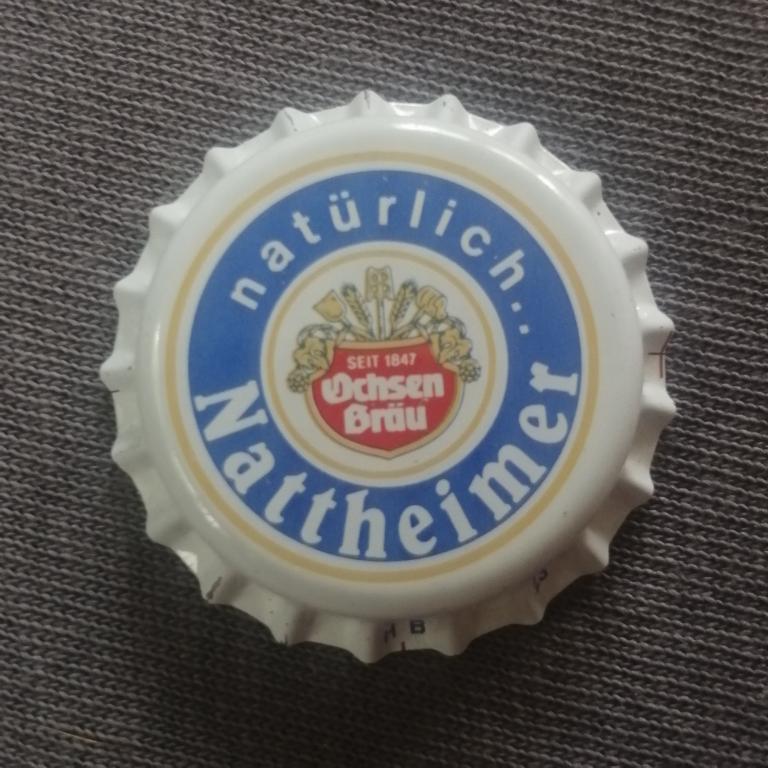 natürlich..
SEIT 1847
Ochsen
Bräu
Nattheimer
H B